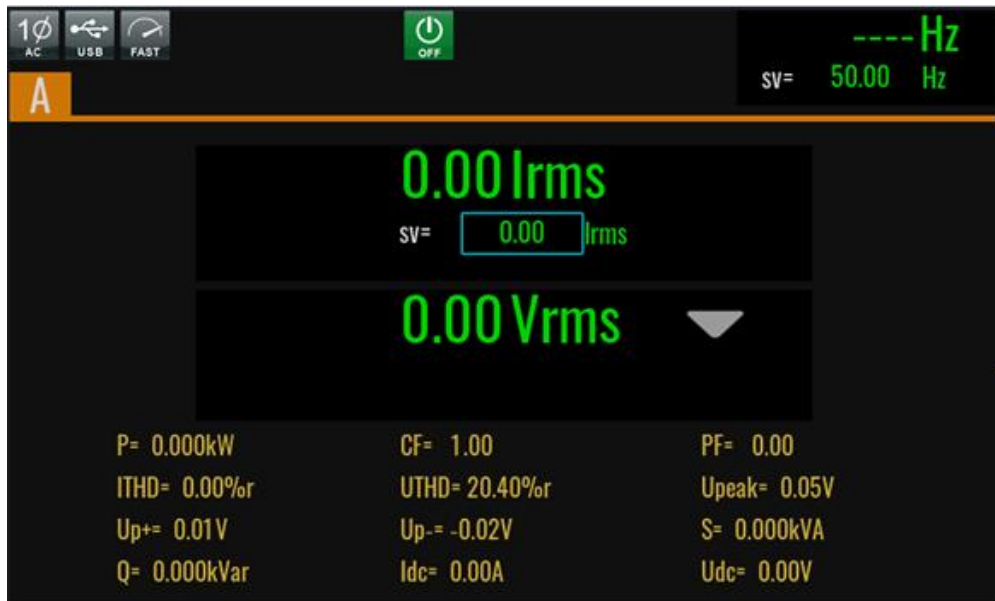 1Ø AC USB FAST OFF ---- Hz
sv= 50.00 Hz
A
0.00 Irms
sv= 0.00 Irms
0.00 Vrms
P= 0.000kW CF= 1.00 PF= 0.00
ITHD= 0.00%r UTHD= 20.40%r Upeak= 0.05V
Up+= 0.01V Up-= -0.02V S= 0.000kVA
Q= 0.000kVar Idc= 0.00A Udc= 0.00V